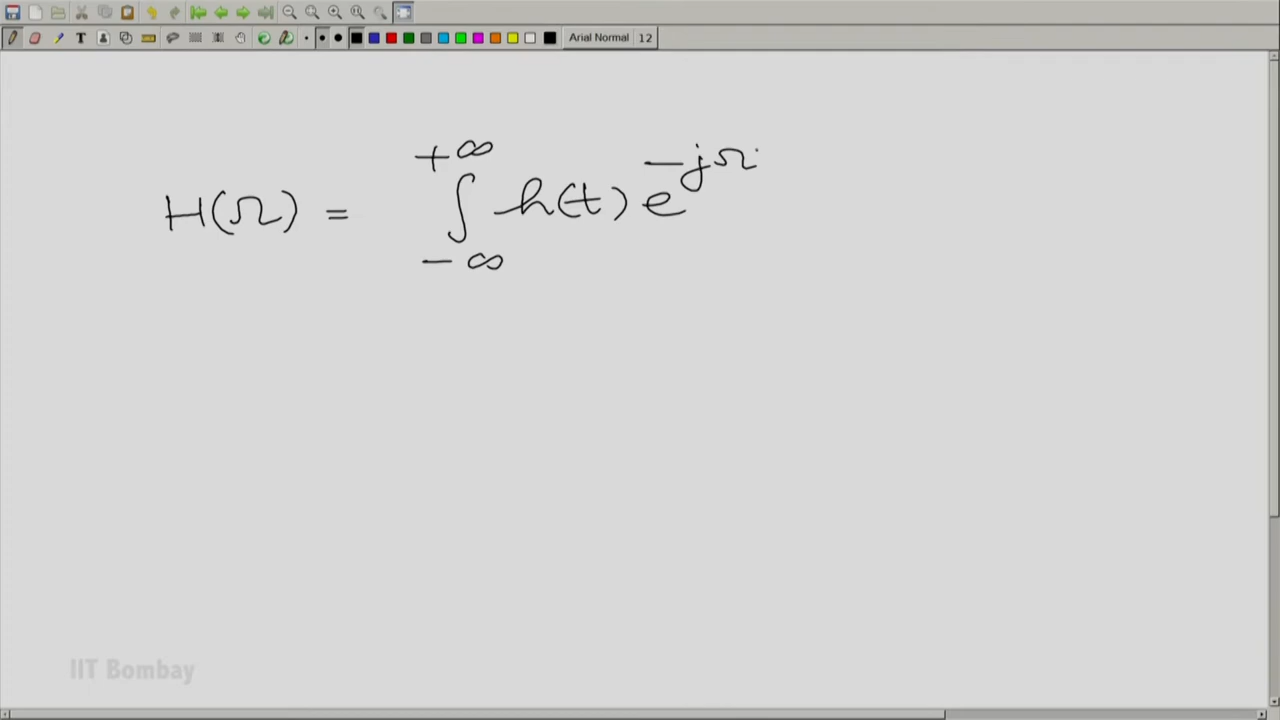 Arial Normal 12
H(Ω) = ∫_{-∞}^{+∞} h(t) e^{-jΩ
IIT Bombay